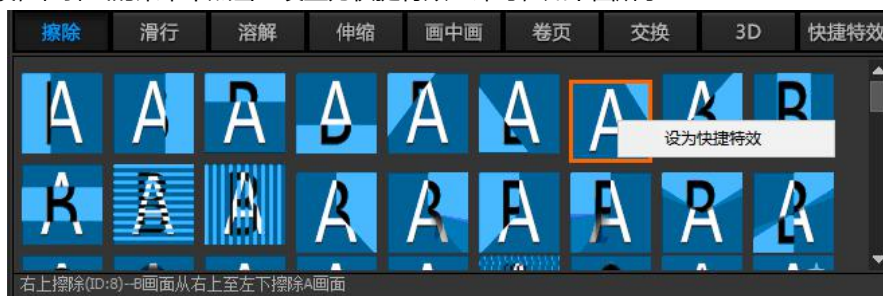 擦除 滑行 溶解 伸缩 画中画 卷页 交换 3D 快捷特效
设为快捷特效
右上擦除(ID:8)--B画面从右上至左下擦除A画面